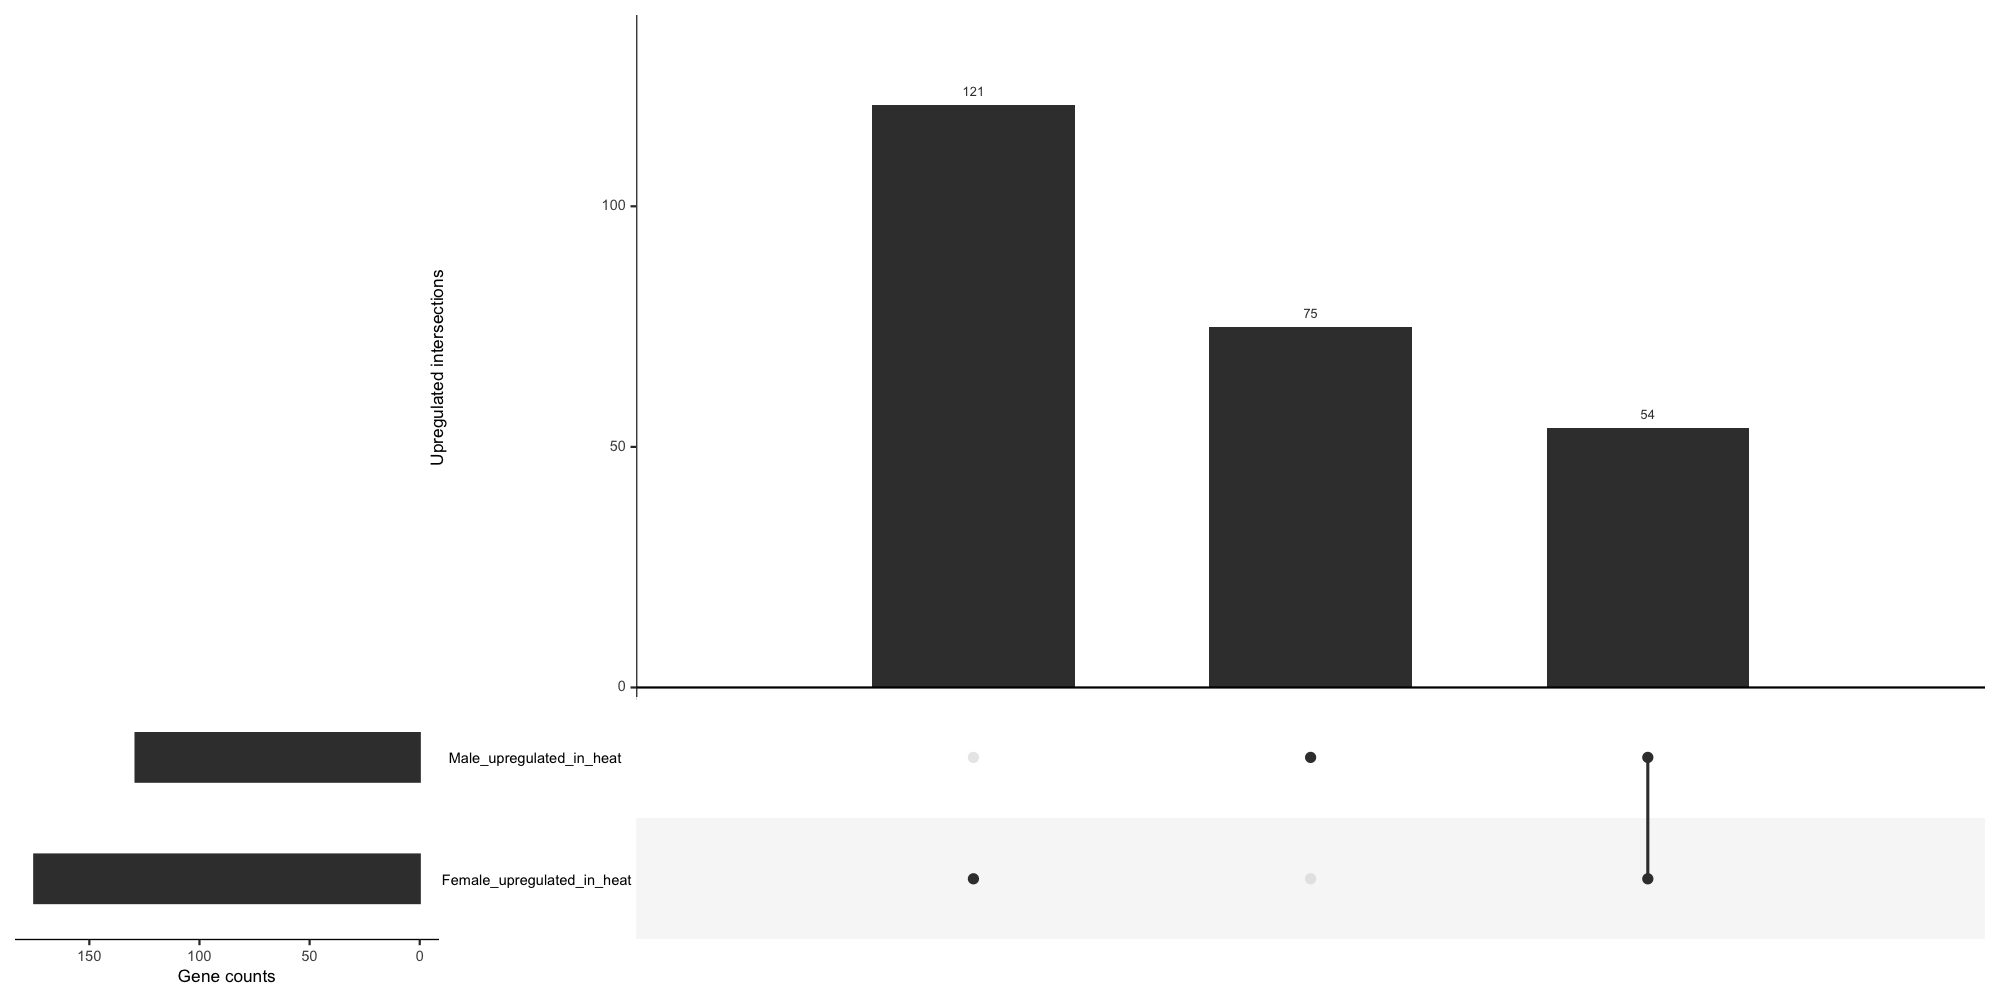 121
75
54
100
50
0
Upregulated intersections
Male_upregulated_in_heat
Female_upregulated_in_heat
150 100 50 0
Gene counts